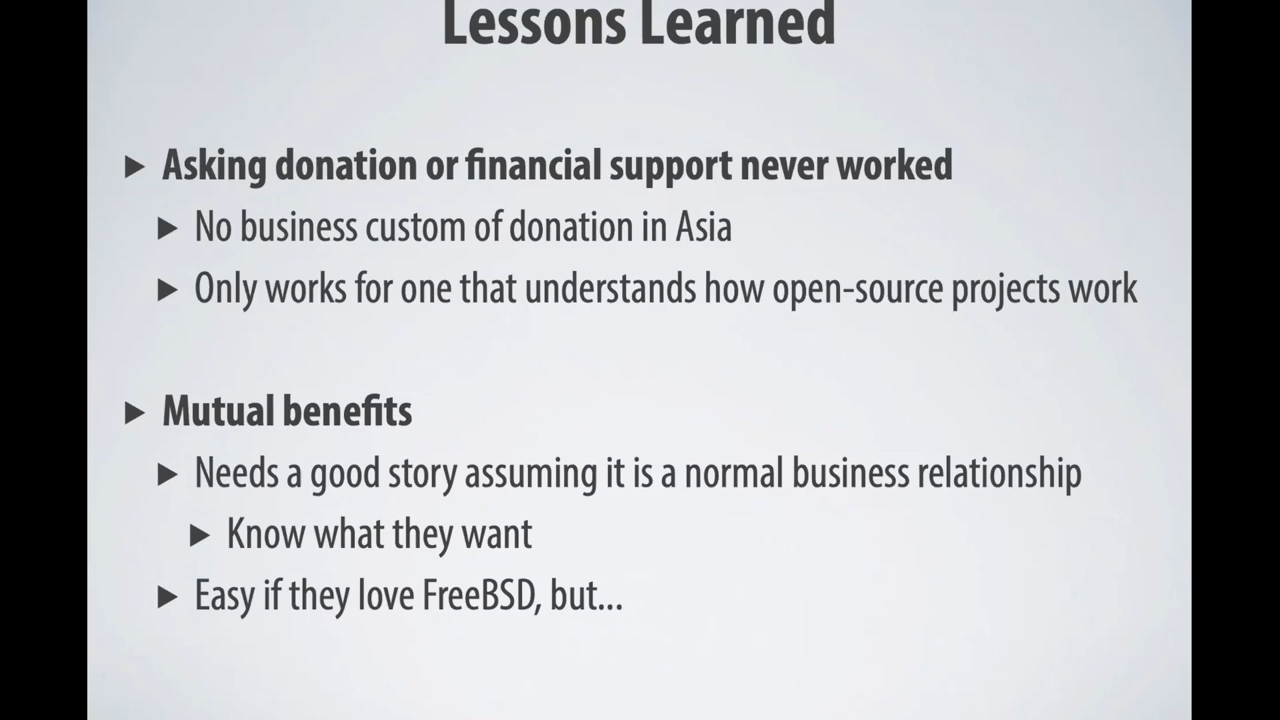 Lessons Learned
▶ Asking donation or financial support never worked
▶ No business custom of donation in Asia
▶ Only works for one that understands how open-source projects work
▶ Mutual benefits
▶ Needs a good story assuming it is a normal business relationship
▶ Know what they want
▶ Easy if they love FreeBSD, but...